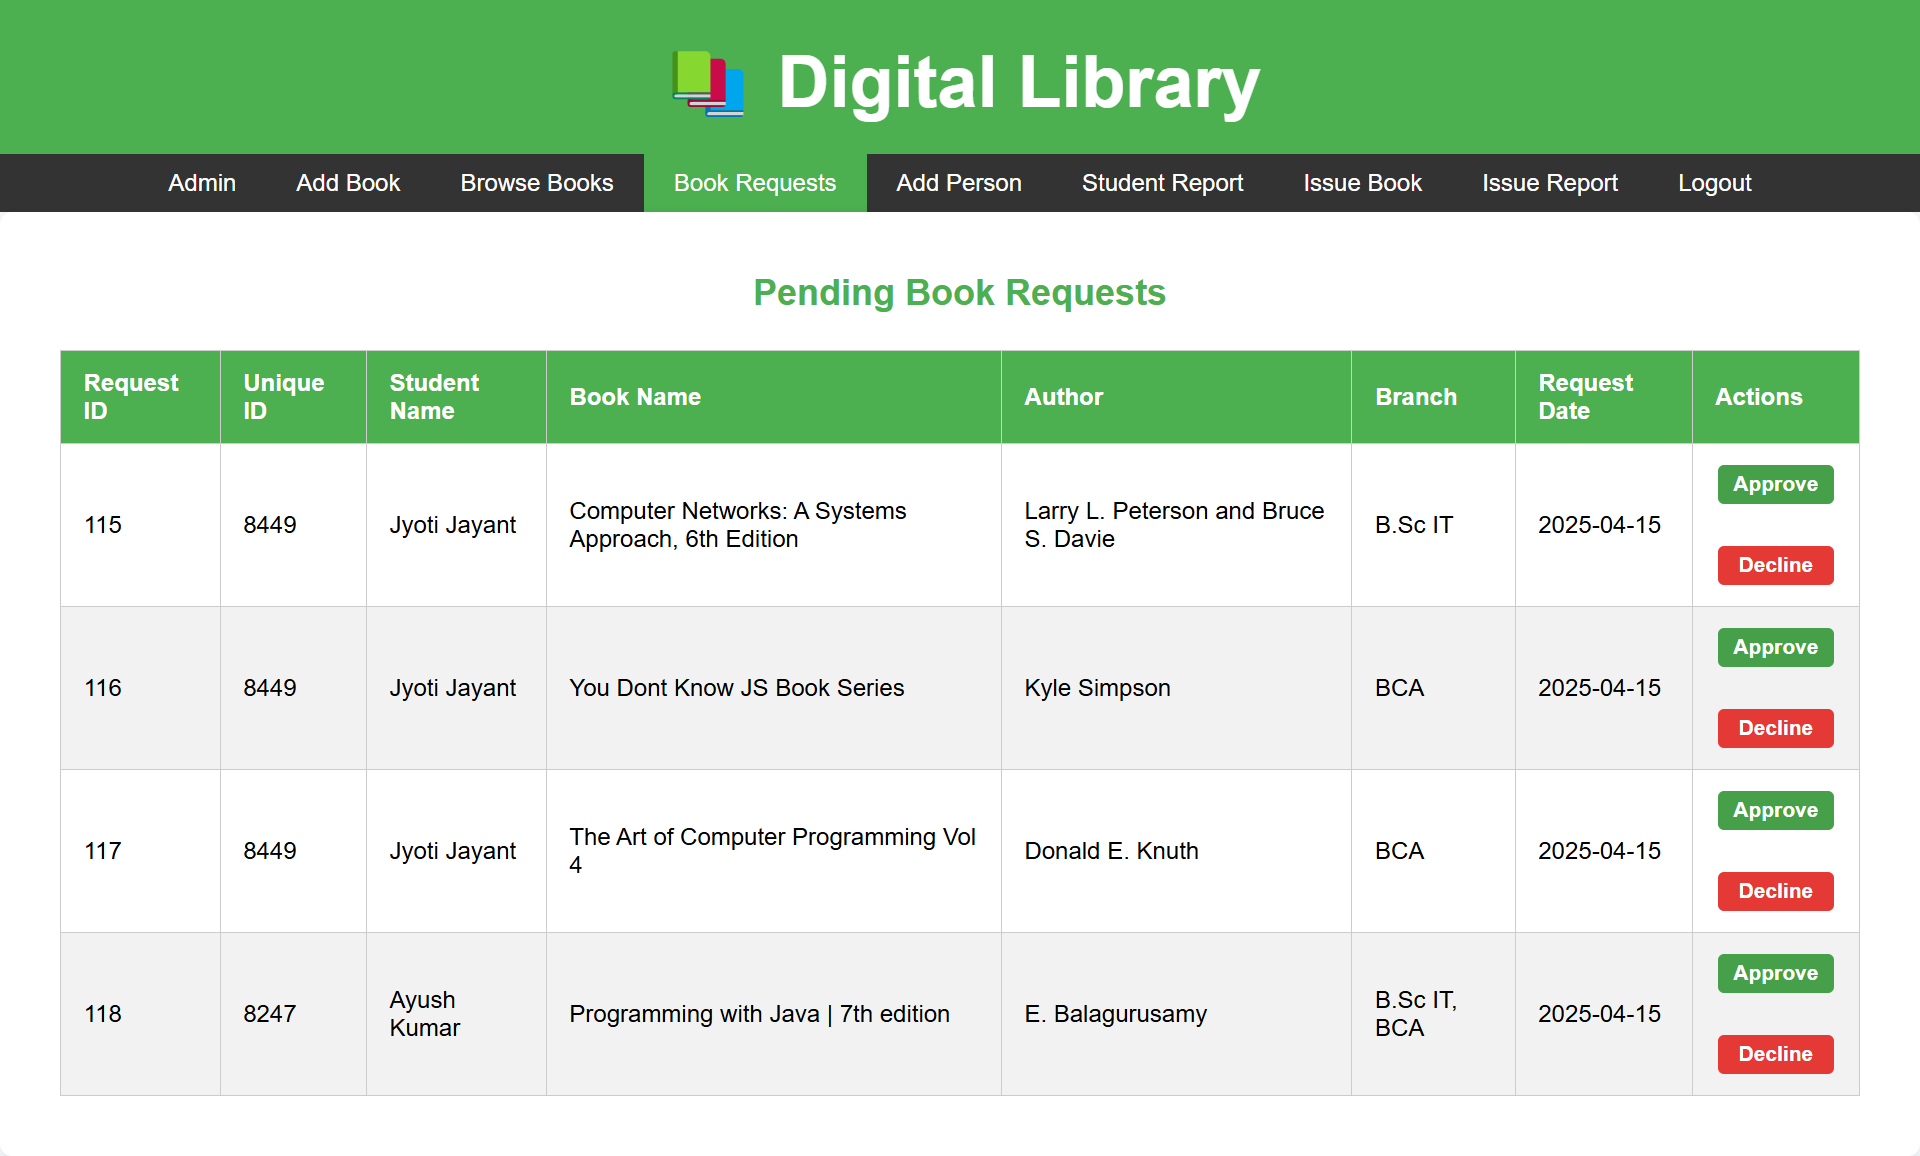 Digital Library
Admin Add Book Browse Books Book Requests Add Person Student Report Issue Book Issue Report Logout
Pending Book Requests
Request ID Unique ID Student Name Book Name Author Branch Request Date Actions
115 8449 Jyoti Jayant Computer Networks: A Systems Approach, 6th Edition Larry L. Peterson and Bruce S. Davie B.Sc IT 2025-04-15 Approve
Decline
116 8449 Jyoti Jayant You Dont Know JS Book Series Kyle Simpson BCA 2025-04-15 Approve
Decline
117 8449 Jyoti Jayant The Art of Computer Programming Vol 4 Donald E. Knuth BCA 2025-04-15 Approve
Decline
118 8247 Ayush Kumar Programming with Java | 7th edition E. Balagurusamy B.Sc IT, BCA 2025-04-15 Approve
Decline